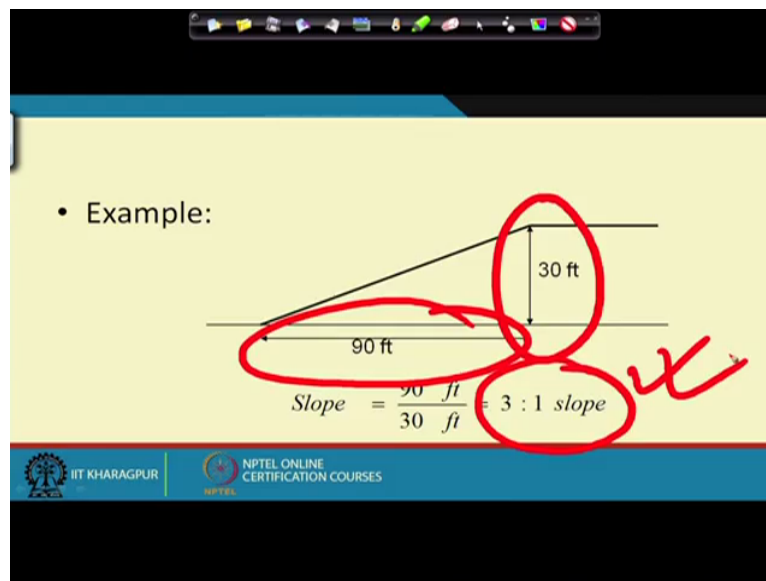 • Example:
30 ft
90 ft
Slope = 90 ft / 30 ft = 3 : 1 slope
IIT KHARAGPUR
NPTEL
NPTEL ONLINE
CERTIFICATION COURSES